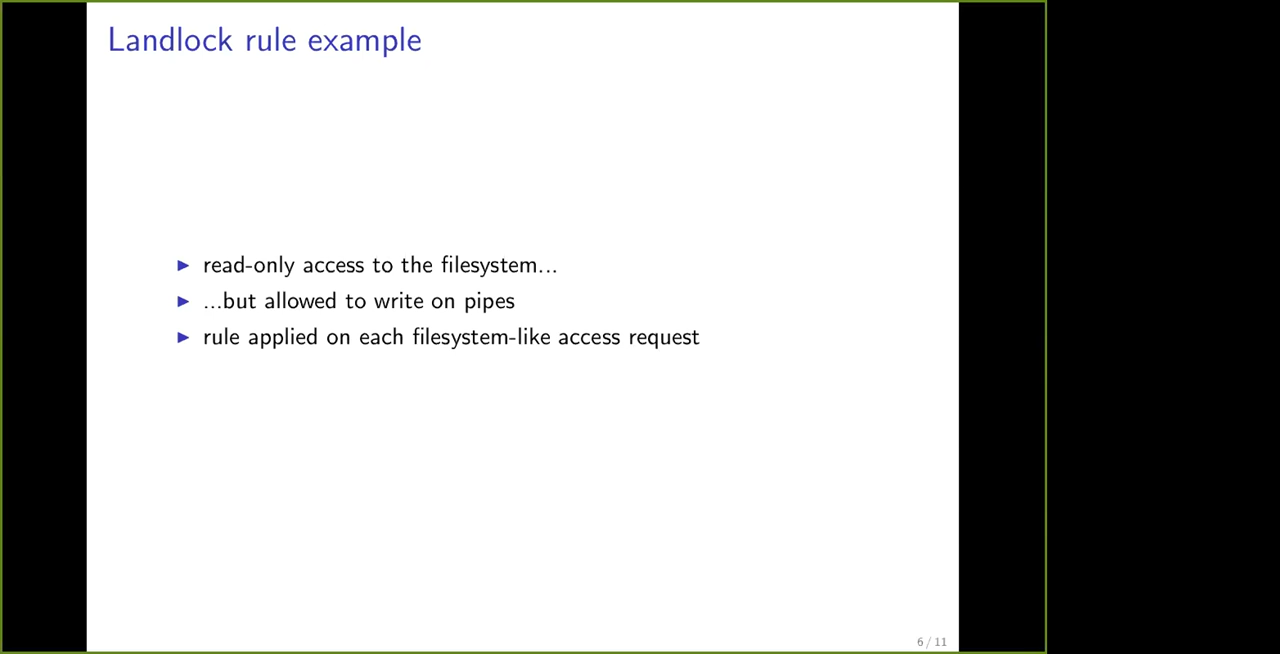 Landlock rule example
read-only access to the filesystem...
...but allowed to write on pipes
rule applied on each filesystem-like access request
6 / 11